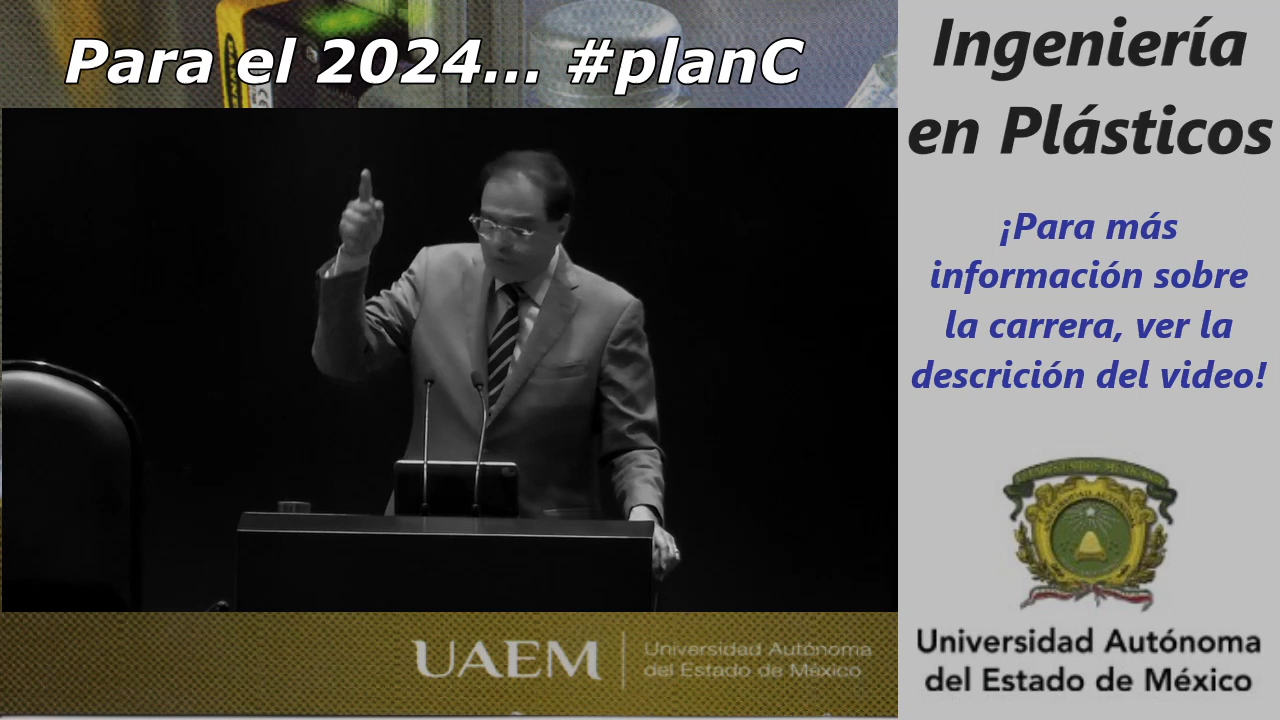 Para el 2024... #planC
Ingeniería
en Plásticos
¡Para más
información sobre
la carrera, ver la
descrición del video!
UAEM
Universidad Autónoma
del Estado de México
Universidad Autónoma
del Estado de México